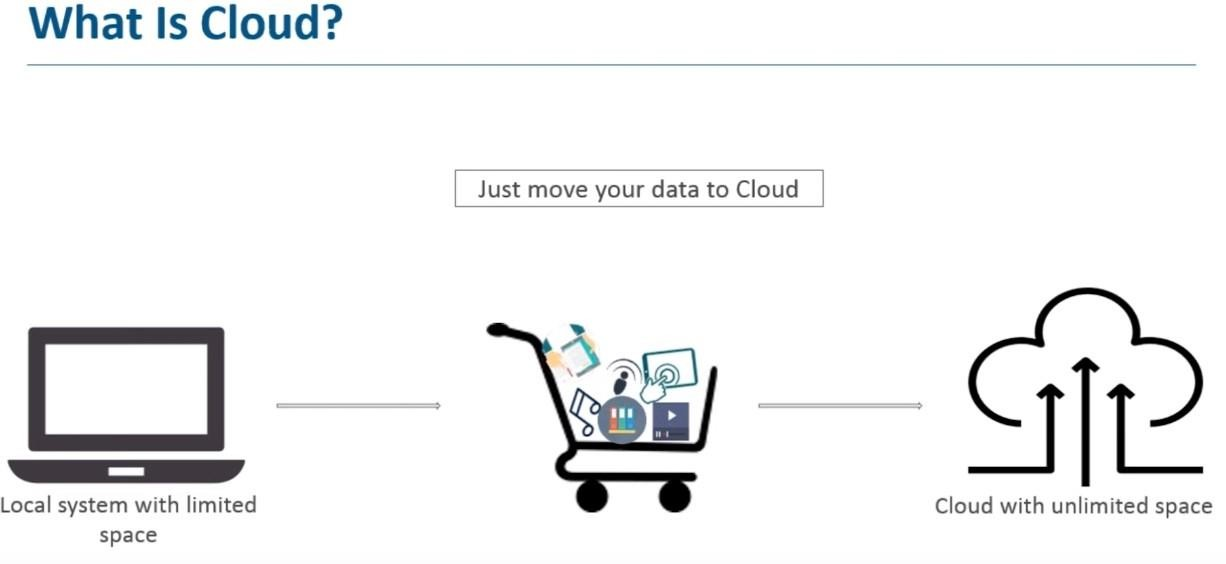 What Is Cloud?
Just move your data to Cloud
Local system with limited
space
Cloud with unlimited space